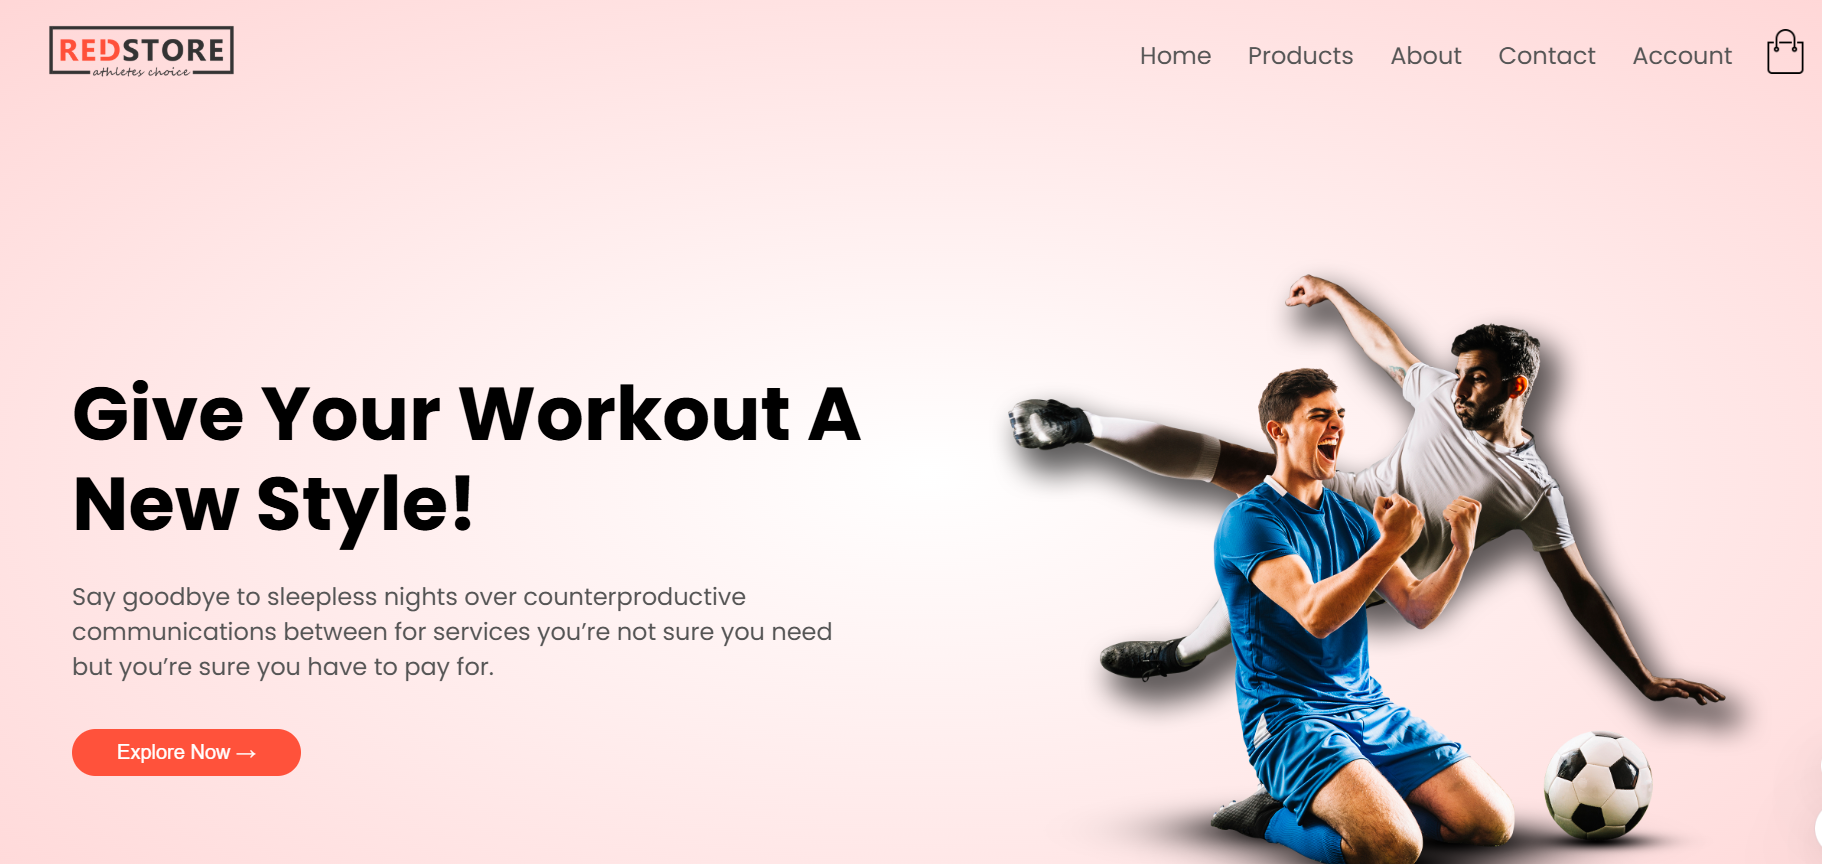 REDSTORE
athletes choice
Home Products About Contact Account
Give Your Workout A
New Style!
Say goodbye to sleepless nights over counterproductive
communications between for services you’re not sure you need
but you’re sure you have to pay for.
Explore Now →